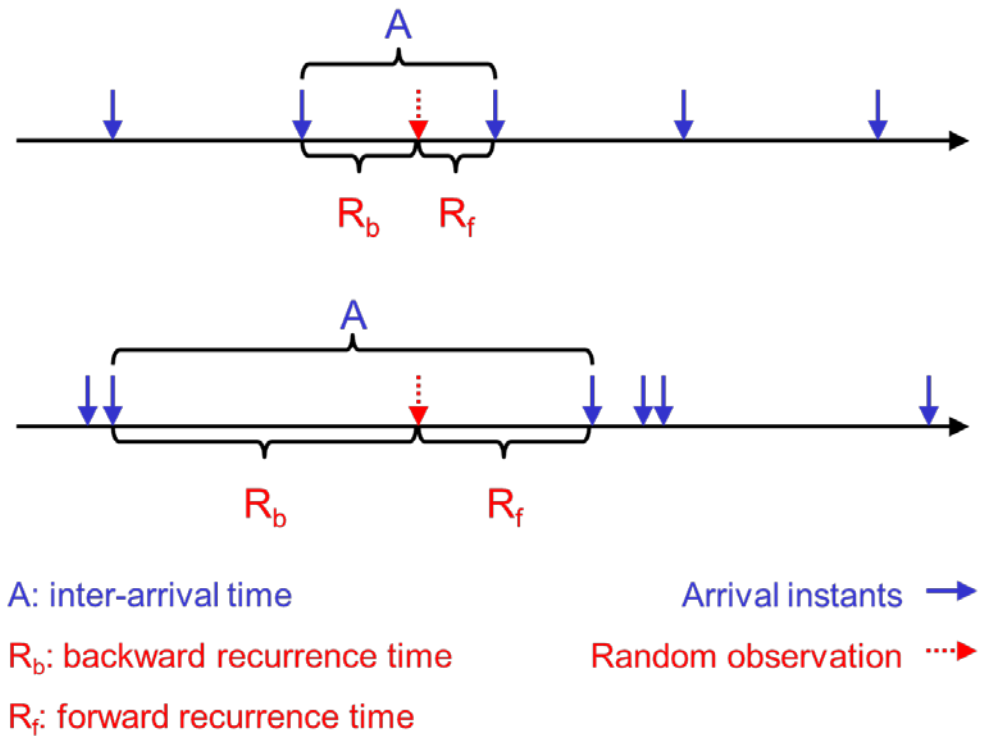 A
R_b R_f
A
R_b R_f
A: inter-arrival time
Arrival instants
R_b: backward recurrence time
Random observation
R_f: forward recurrence time